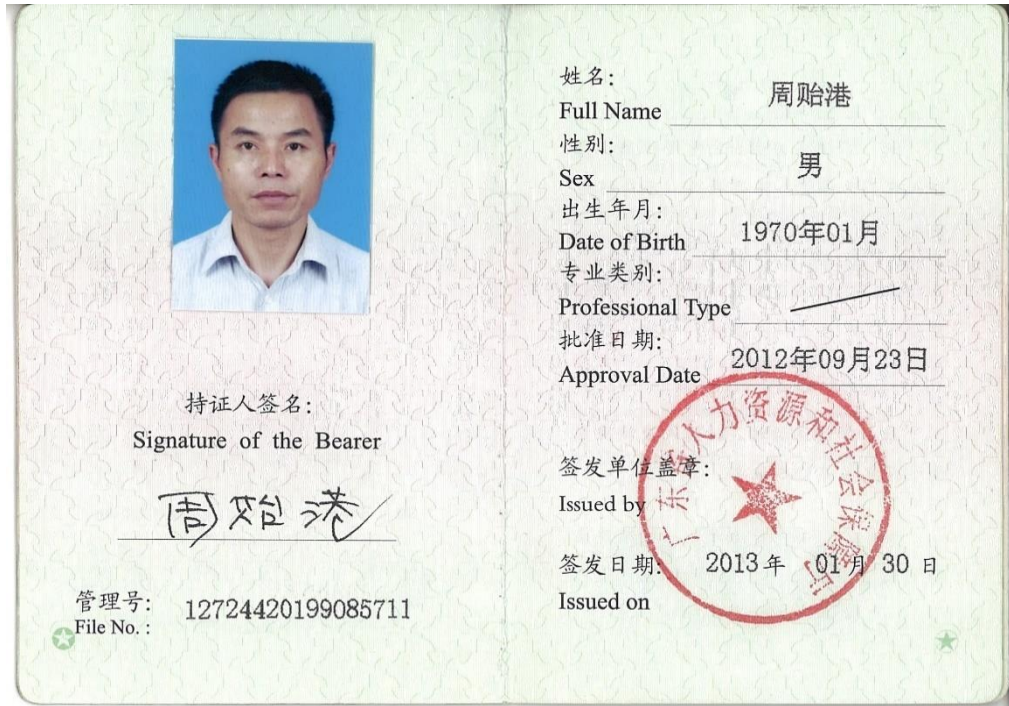 持证人签名:
Signature of the Bearer
周贻港
管理号: 12724420199085711
File No. :
姓名: 周贻港
Full Name
性别: 男
Sex
出生年月: 1970年01月
Date of Birth
专业类别:
Professional Type
批准日期: 2012年09月23日
Approval Date
广东省人力资源和社会保障厅
签发单位盖章:
Issued by
签发日期: 2013年 01月 30日
Issued on